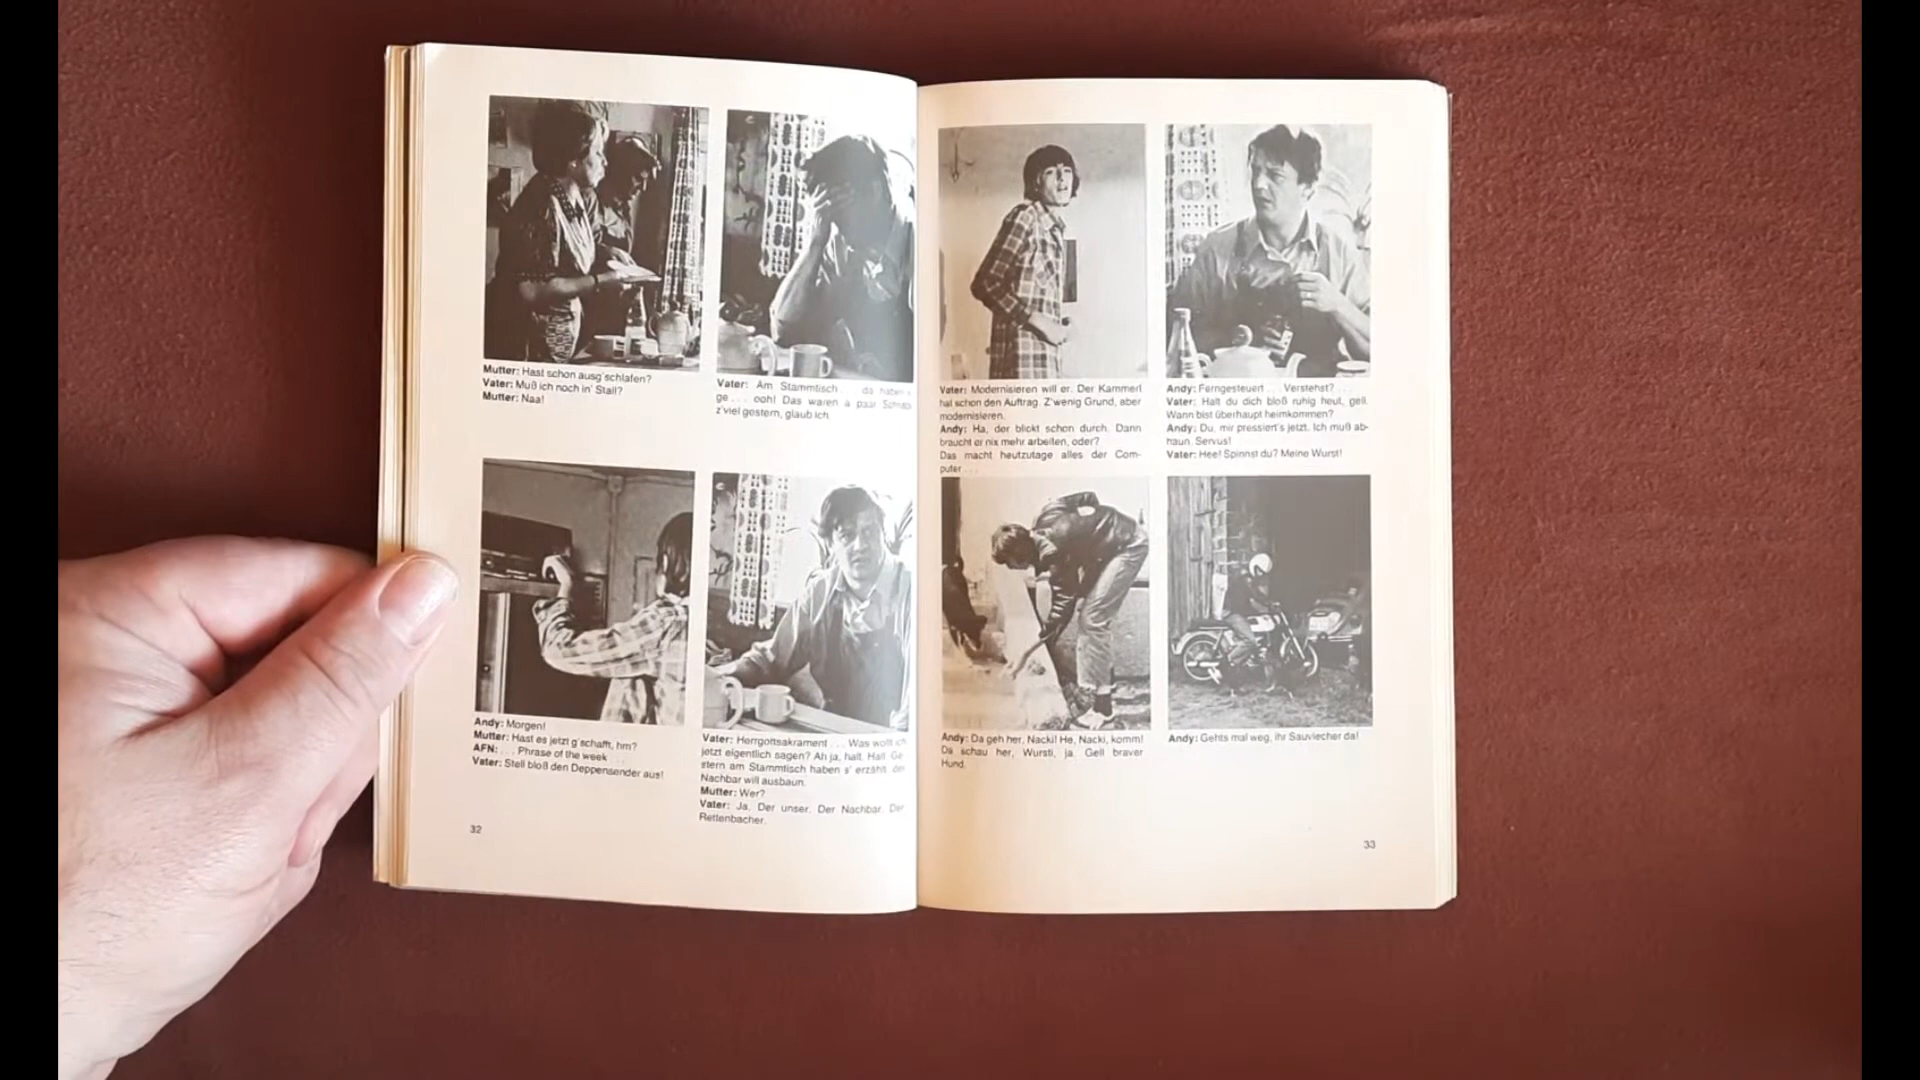 Mutter: Hast schon ausg'schlafen?
Vater: Muß ich noch in' Stall?
Mutter: Naa!
Vater: Am Stammtisch ... da haben
ge ... ooh! Das waren a paar
z'viel gestern, glaub ich.
Andy: Morgen!
Mutter: Hast es jetzt g'schafft, hm?
AFN: ... Phrase of the week ...
Vater: Stell bloß den Deppensender aus!
Vater: Herrgottsakrament ... Was wollt ich
jetzt eigentlich sagen? Ah ja, halt. Halt Ge-
stern am Stammtisch haben s' erzählt der
Nachbar will ausbaun.
Mutter: Wer?
Vater: Ja, Der unser. Der Nachbar. Der
Rettenbacher.
32
Vater: Modernisieren will er. Der Kammerl
hat schon den Auftrag. Z'wenig Grund, aber
modernisieren.
Andy: Ha, der blickt schon durch. Dann
braucht er nix mehr arbeiten, oder?
Das macht heutzutage alles der Com-
puter ...
Andy: Ferngesteuert ... Verstehst? ...
Vater: Halt du dich bloß ruhig heut, gell.
Wann bist überhaupt heimkommen?
Andy: Du, mir pressiert's jetzt. Ich muß ab-
haun. Servus!
Vater: Hee! Spinnst du? Meine Wurst!
Andy: Da geh her, Nacki! He, Nacki, komm!
Da schau her, Wursti, ja. Gell braver
Hund.
Andy: Gehts mal weg, ihr Sauviecher da!
33